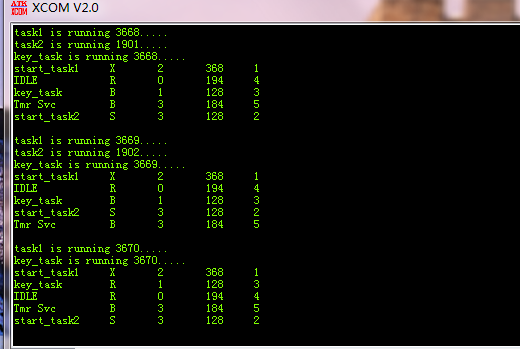 ATK
XCOM
XCOM V2.0
task1 is running 3668.....
task2 is running 1901.....
key_task is running 3668.....
start_task1 X 2 368 1
IDLE R 0 194 4
key_task B 1 128 3
Tmr Svc B 3 184 5
start_task2 S 3 128 2
task1 is running 3669.....
task2 is running 1902.....
key_task is running 3669.....
start_task1 X 2 368 1
IDLE R 0 194 4
key_task B 1 128 3
start_task2 S 3 128 2
Tmr Svc B 3 184 5
task1 is running 3670.....
key_task is running 3670.....
start_task1 X 2 368 1
key_task R 1 128 3
IDLE R 0 194 4
Tmr Svc B 3 184 5
start_task2 S 3 128 2